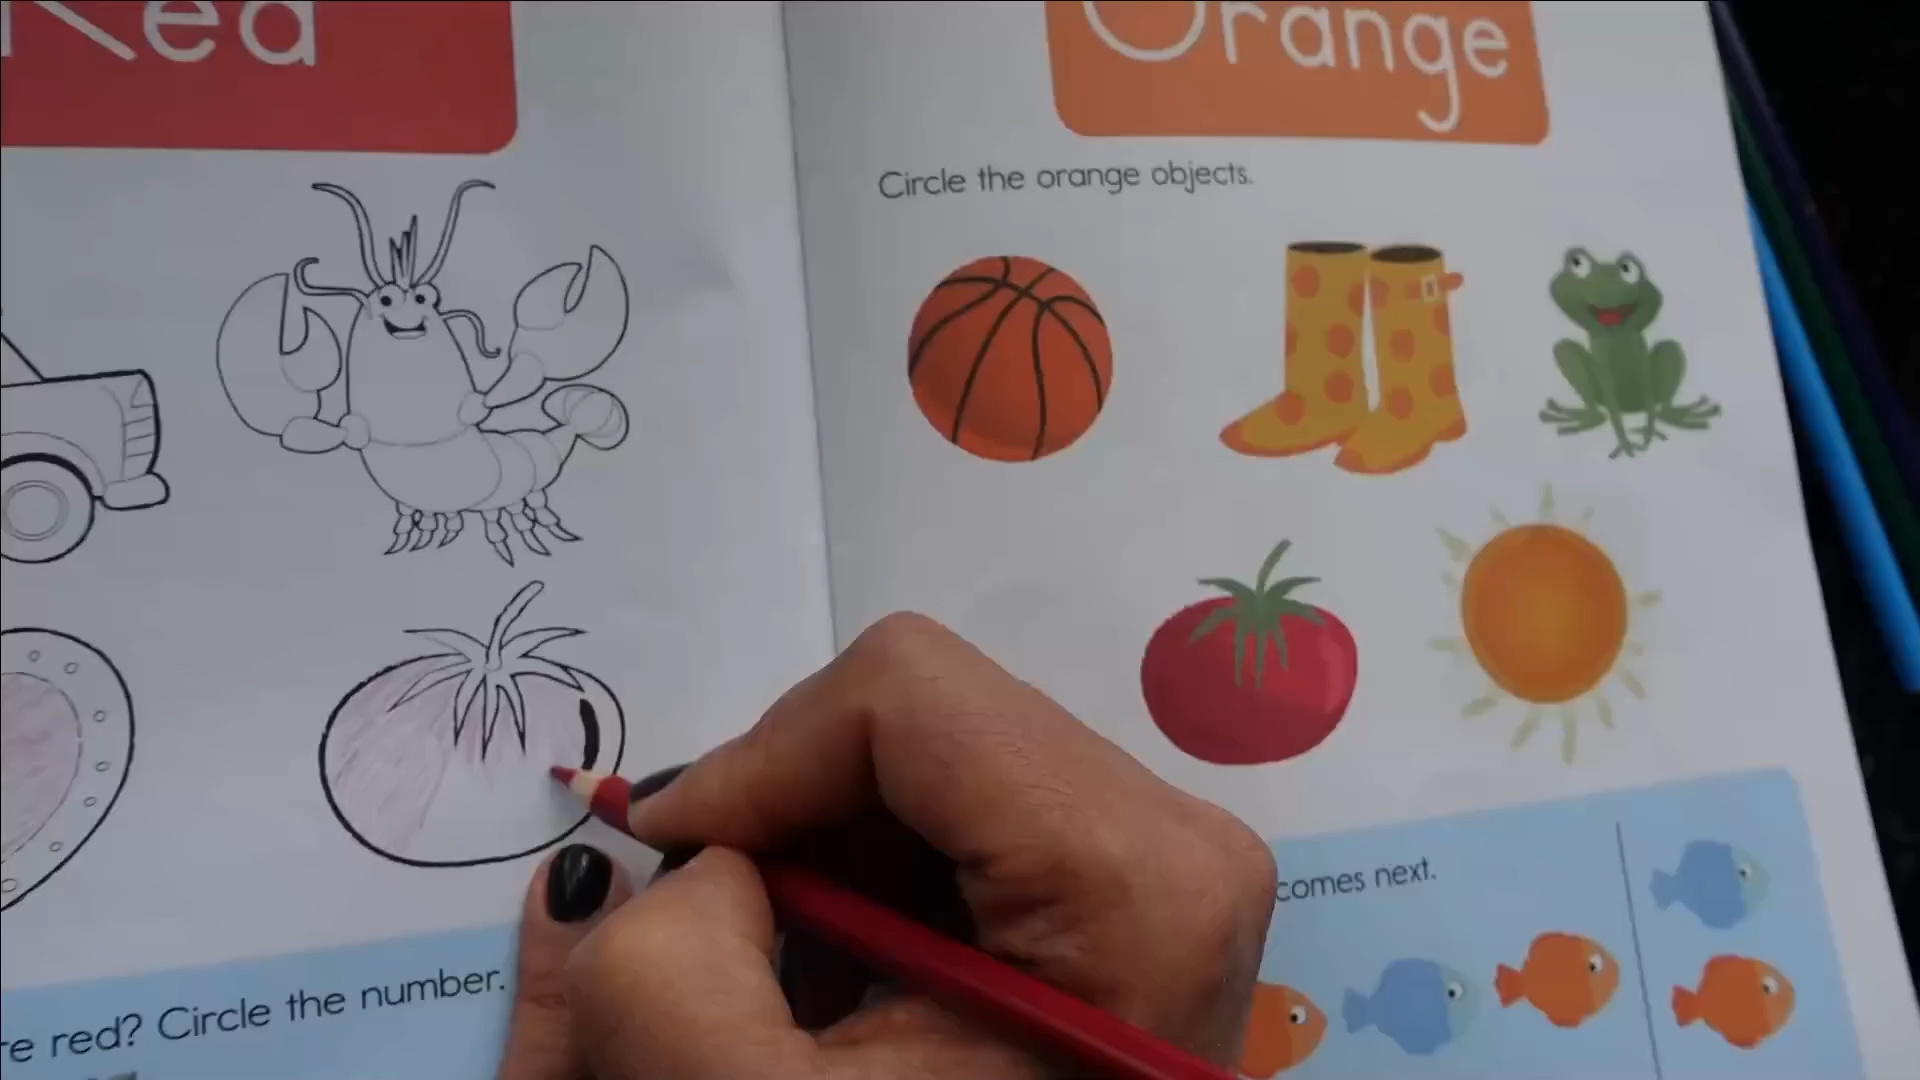 Red
re red? Circle the number.
Orange
Circle the orange objects.
comes next.